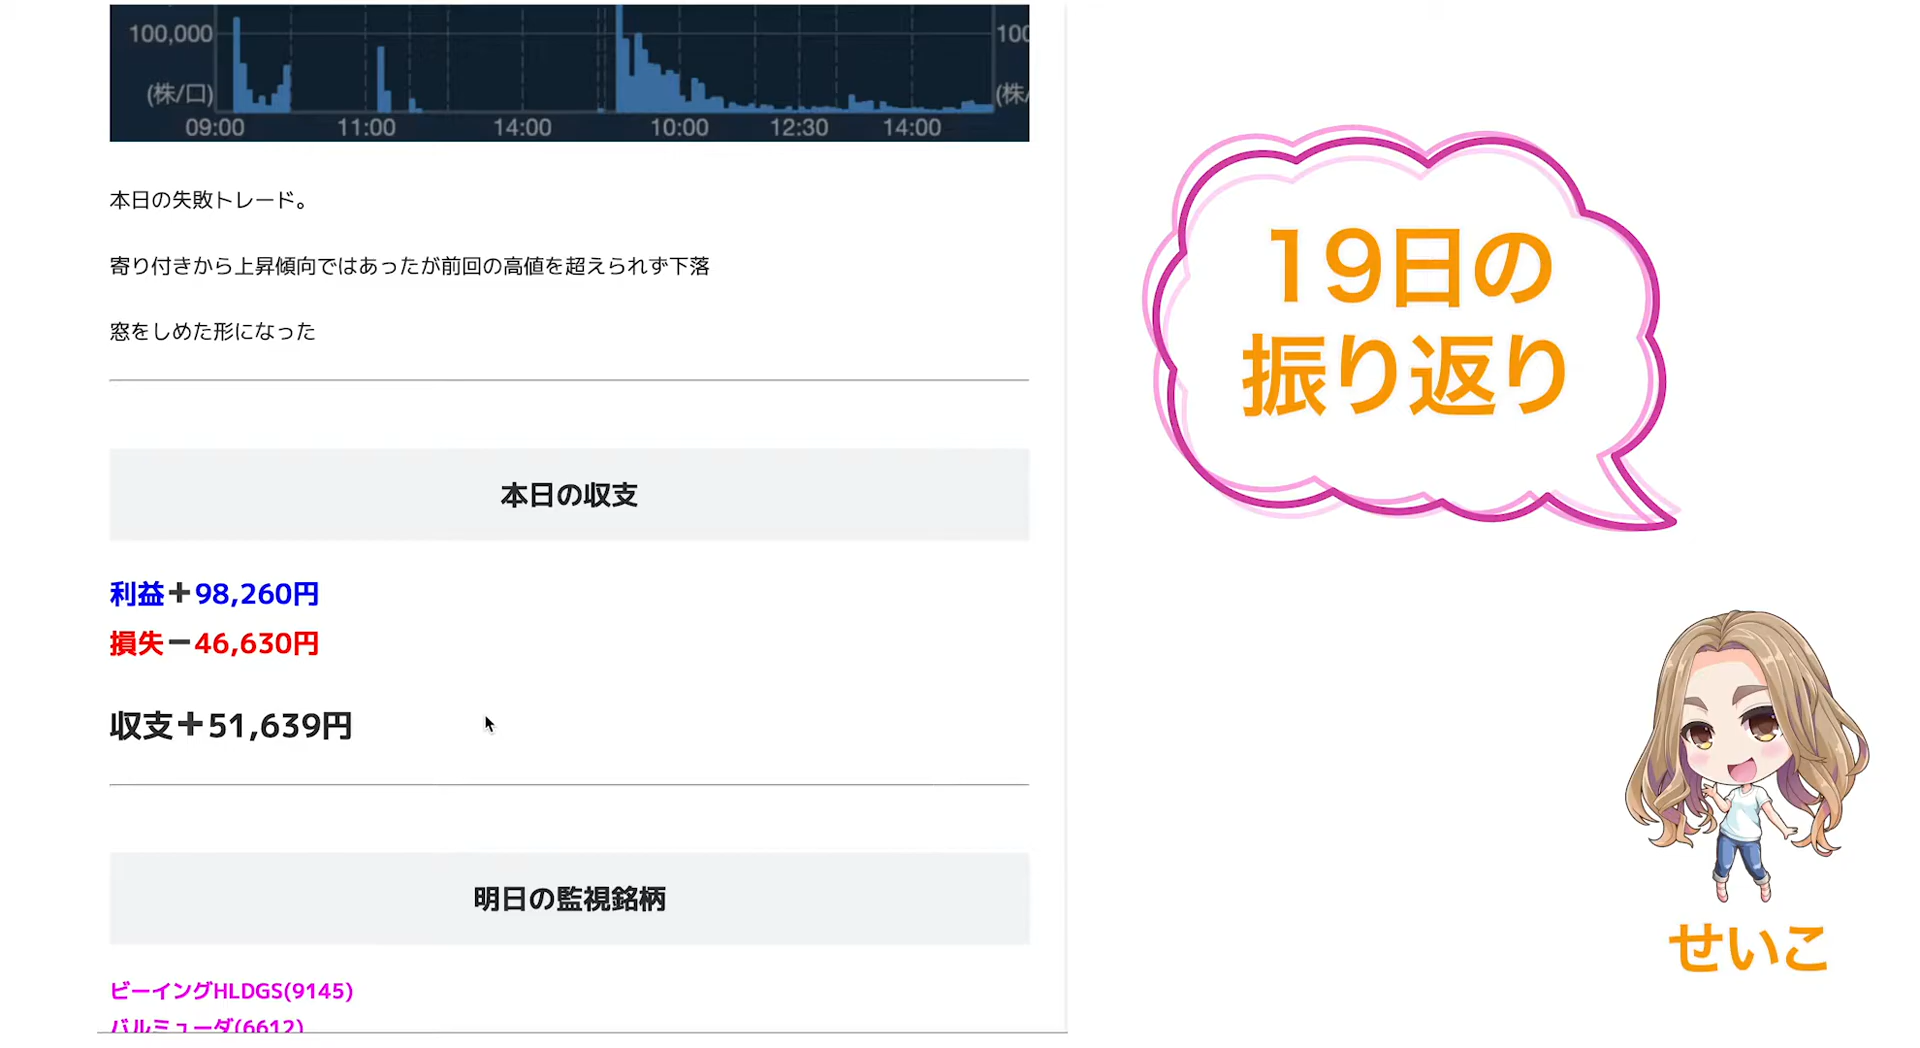 100,000
100
(株/口)
(株/
09:00 11:00 14:00 10:00 12:30 14:00
本日の失敗トレード。
寄り付きから上昇傾向ではあったが前回の高値を超えられず下落
窓をしめた形になった
本日の収支
利益＋98,260円
損失ー46,630円
収支＋51,639円
明日の監視銘柄
ビーイングHLDGS(9145)
バルミューダ(6612)
19日の
振り返り
せいこ